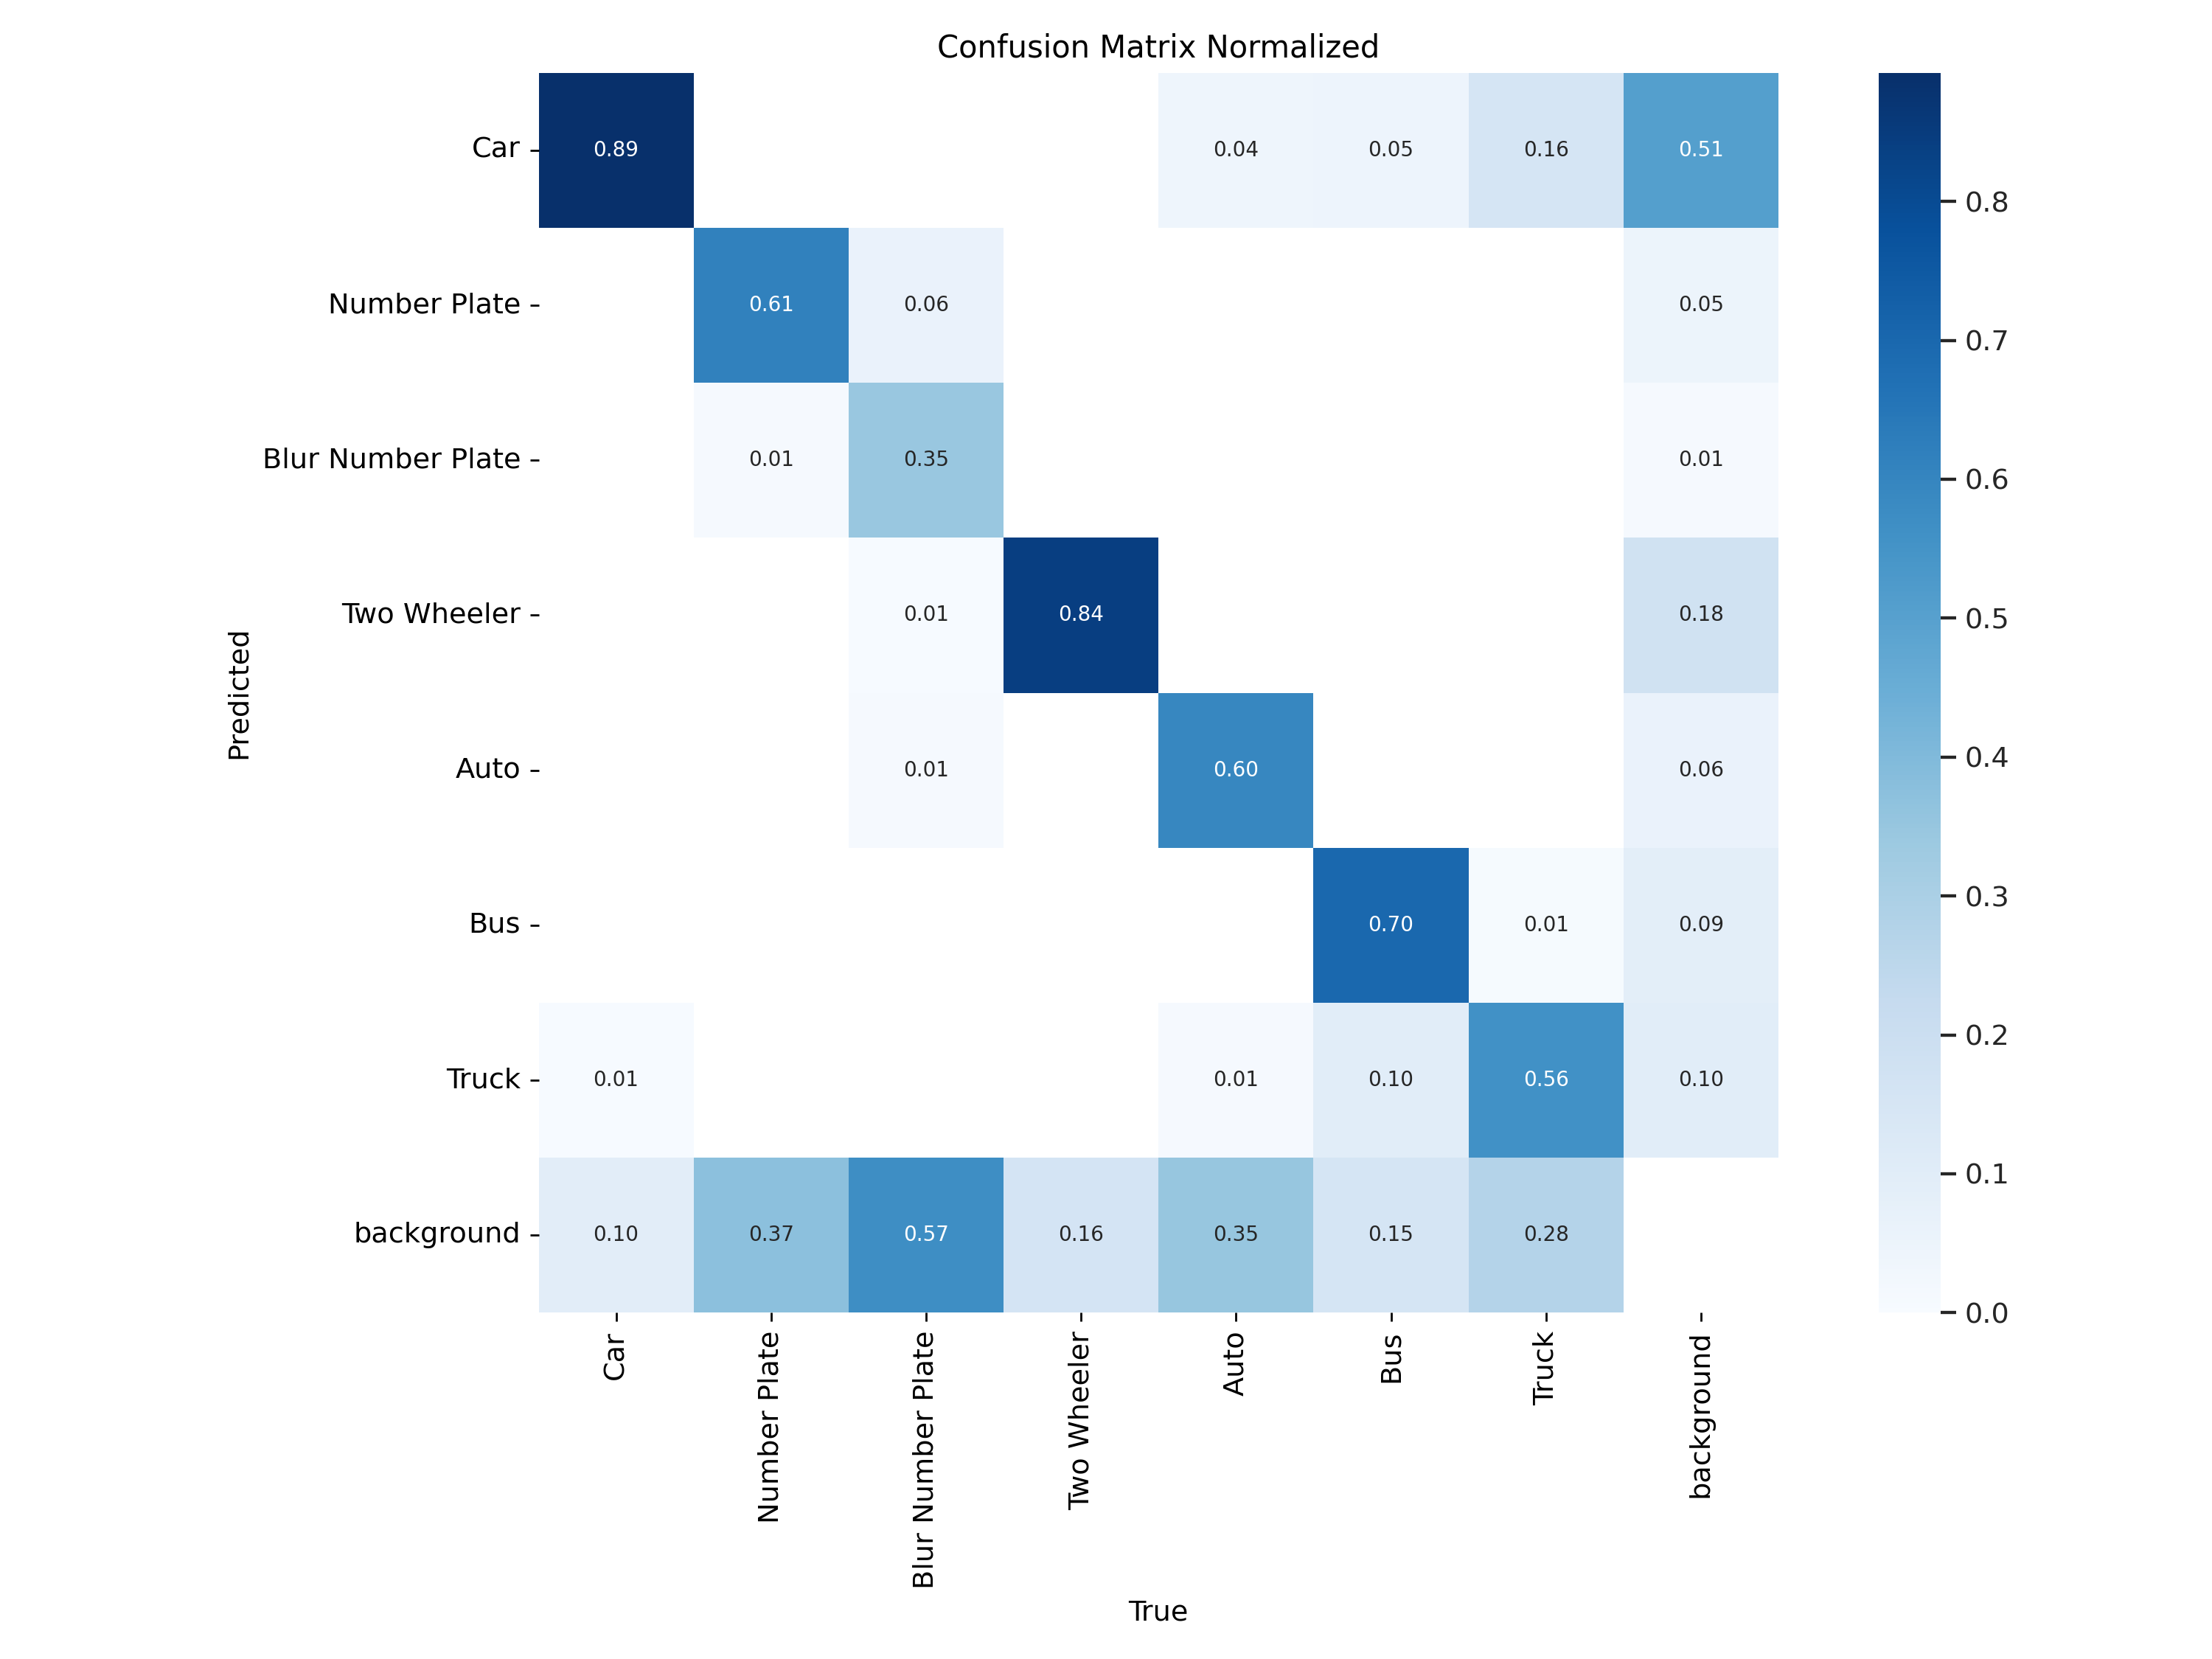 Confusion Matrix Normalized
Car 0.89 0.04 0.05 0.16 0.51
Number Plate 0.61 0.06 0.05
Blur Number Plate 0.01 0.35 0.01
Two Wheeler 0.01 0.84 0.18
Auto 0.01 0.60 0.06
Bus 0.70 0.01 0.09
Truck 0.01 0.01 0.10 0.56 0.10
background 0.10 0.37 0.57 0.16 0.35 0.15 0.28
Predicted
Car Number Plate Blur Number Plate Two Wheeler Auto Bus Truck background
True
0.8
0.7
0.6
0.5
0.4
0.3
0.2
0.1
0.0